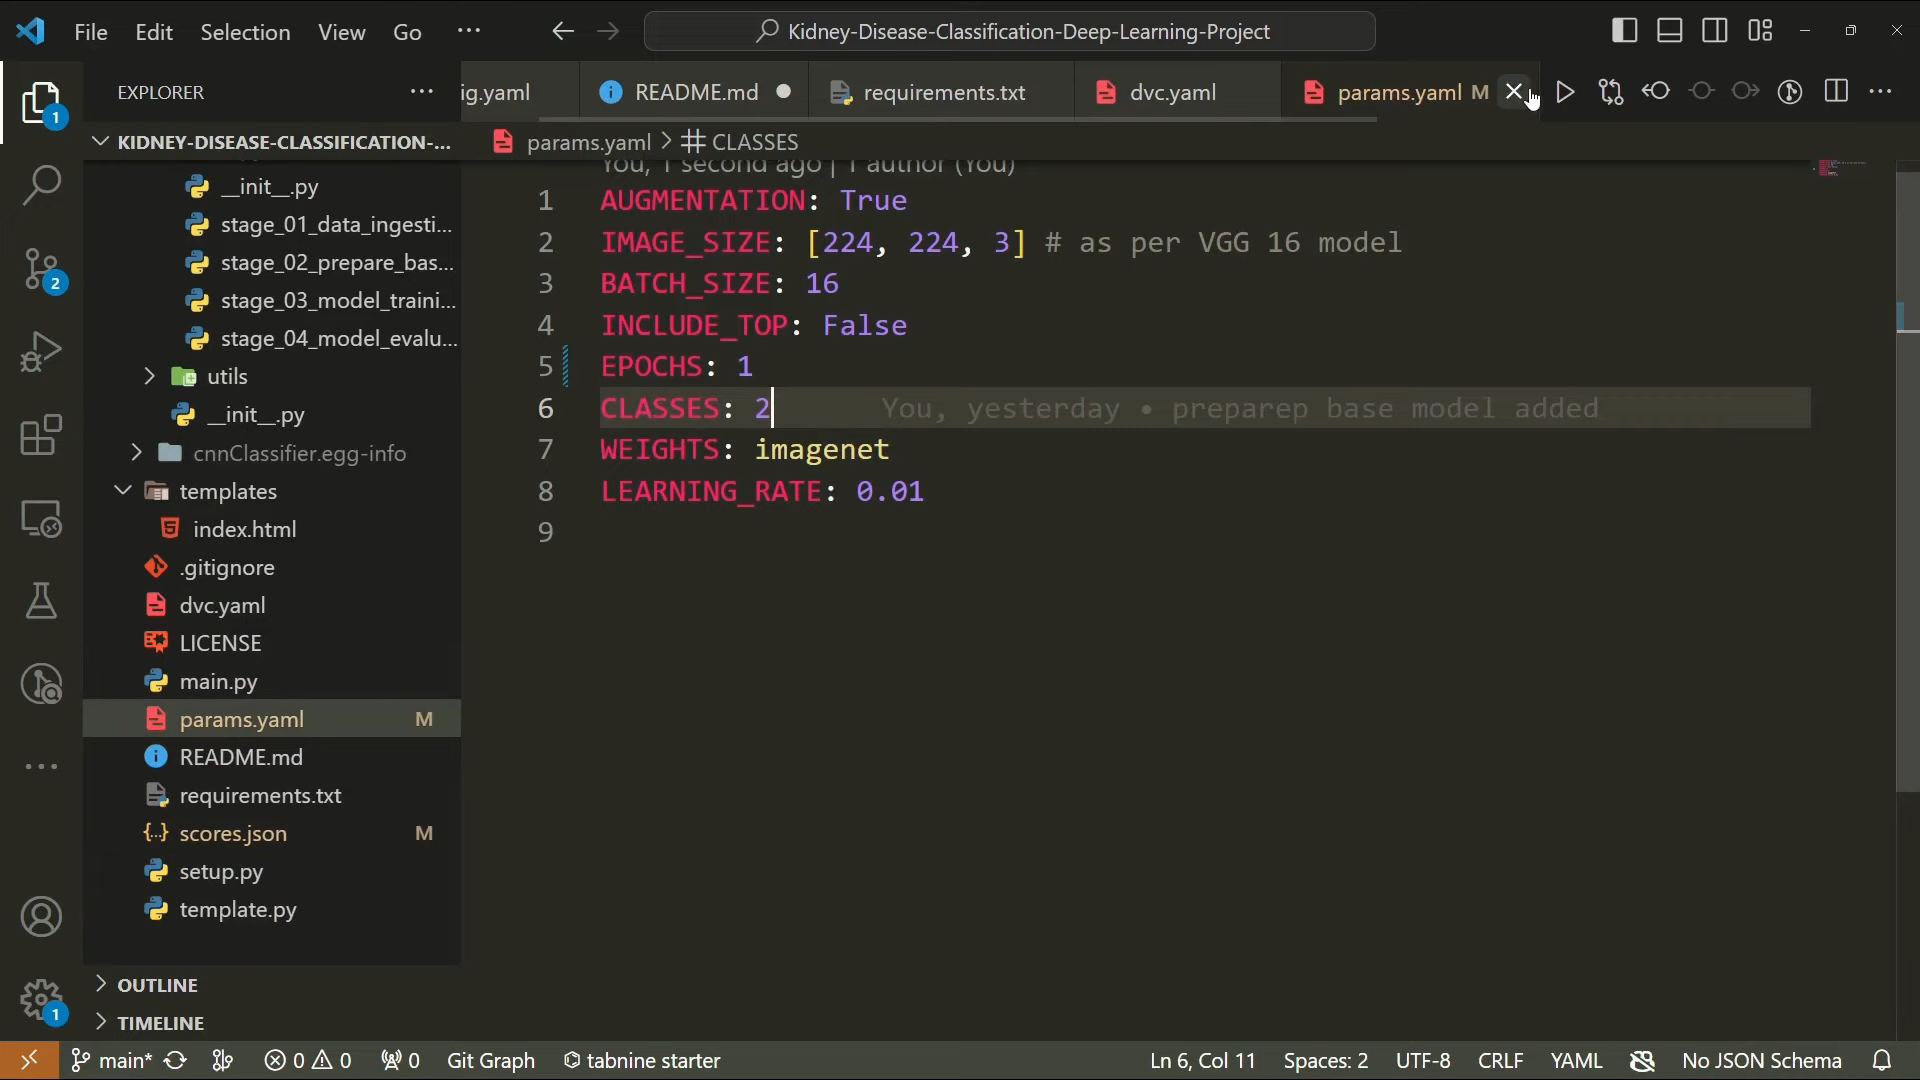 File Edit Selection View Go ...
Kidney-Disease-Classification-Deep-Learning-Project
EXPLORER ...
ig.yaml README.md requirements.txt dvc.yaml params.yaml M
KIDNEY-DISEASE-CLASSIFICATION-...
params.yaml > CLASSES
You, 1 second ago | 1 author (You)
__init__.py
stage_01_data_ingesti...
stage_02_prepare_bas...
stage_03_model_traini...
stage_04_model_evalu...
utils
__init__.py
cnnClassifier.egg-info
templates
index.html
.gitignore
dvc.yaml
LICENSE
main.py
params.yaml M
README.md
requirements.txt
scores.json M
setup.py
template.py
OUTLINE
TIMELINE
1
2
1
1 AUGMENTATION: True
2 IMAGE_SIZE: [224, 224, 3] # as per VGG 16 model
3 BATCH_SIZE: 16
4 INCLUDE_TOP: False
5 EPOCHS: 1
6 CLASSES: 2 You, yesterday • preparep base model added
7 WEIGHTS: imagenet
8 LEARNING_RATE: 0.01
9
main* 0 0 0 Git Graph tabnine starter Ln 6, Col 11 Spaces: 2 UTF-8 CRLF YAML No JSON Schema